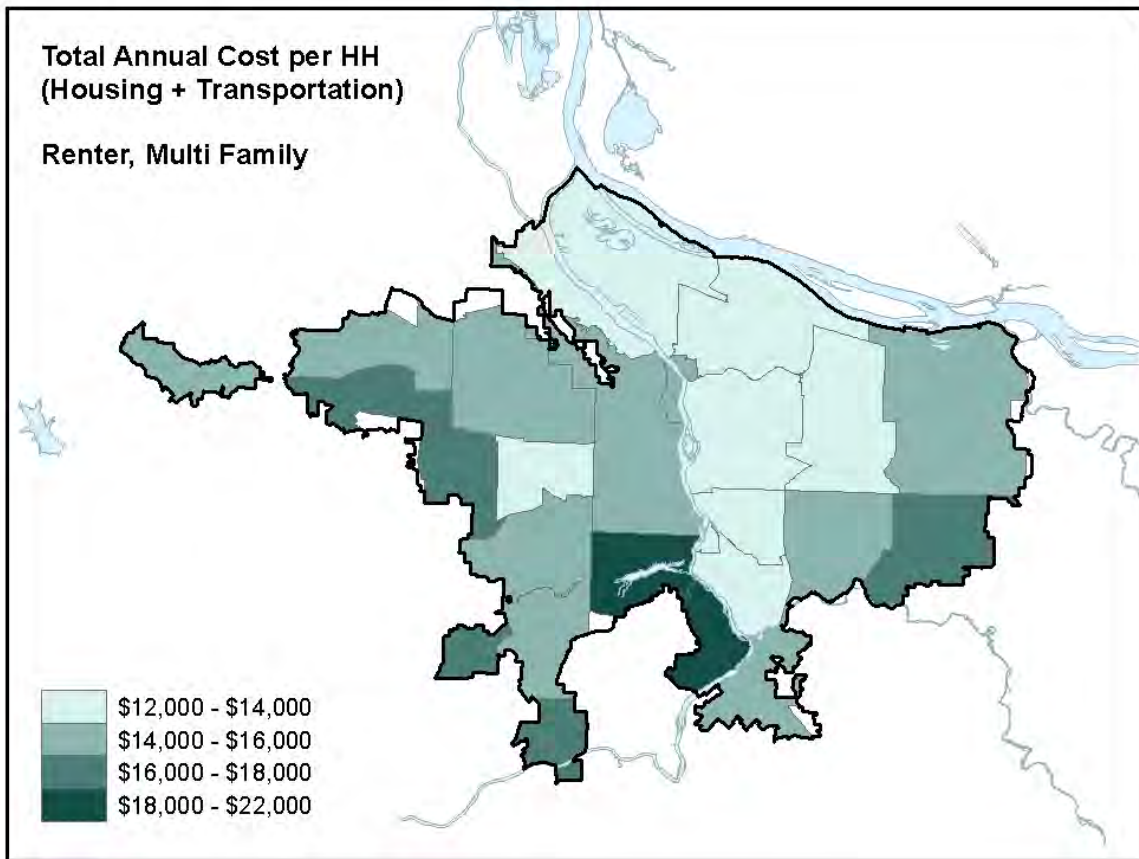 Total Annual Cost per HH
(Housing + Transportation)
Renter, Multi Family
$12,000 - $14,000
$14,000 - $16,000
$16,000 - $18,000
$18,000 - $22,000